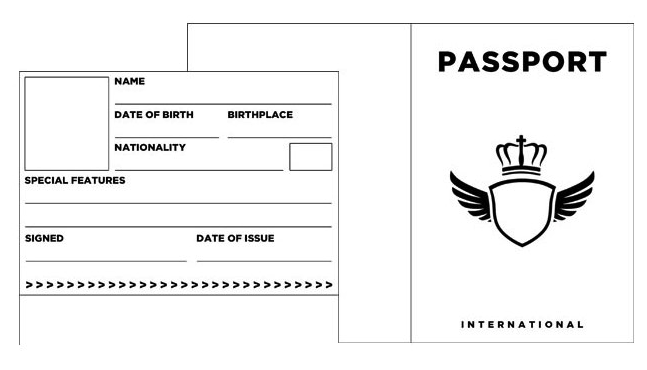 PASSPORT
NAME
DATE OF BIRTH BIRTHPLACE
NATIONALITY
SPECIAL FEATURES
SIGNED DATE OF ISSUE
>>>>>>>>>>>>>>>>>>>>>>>>>
INTERNATIONAL